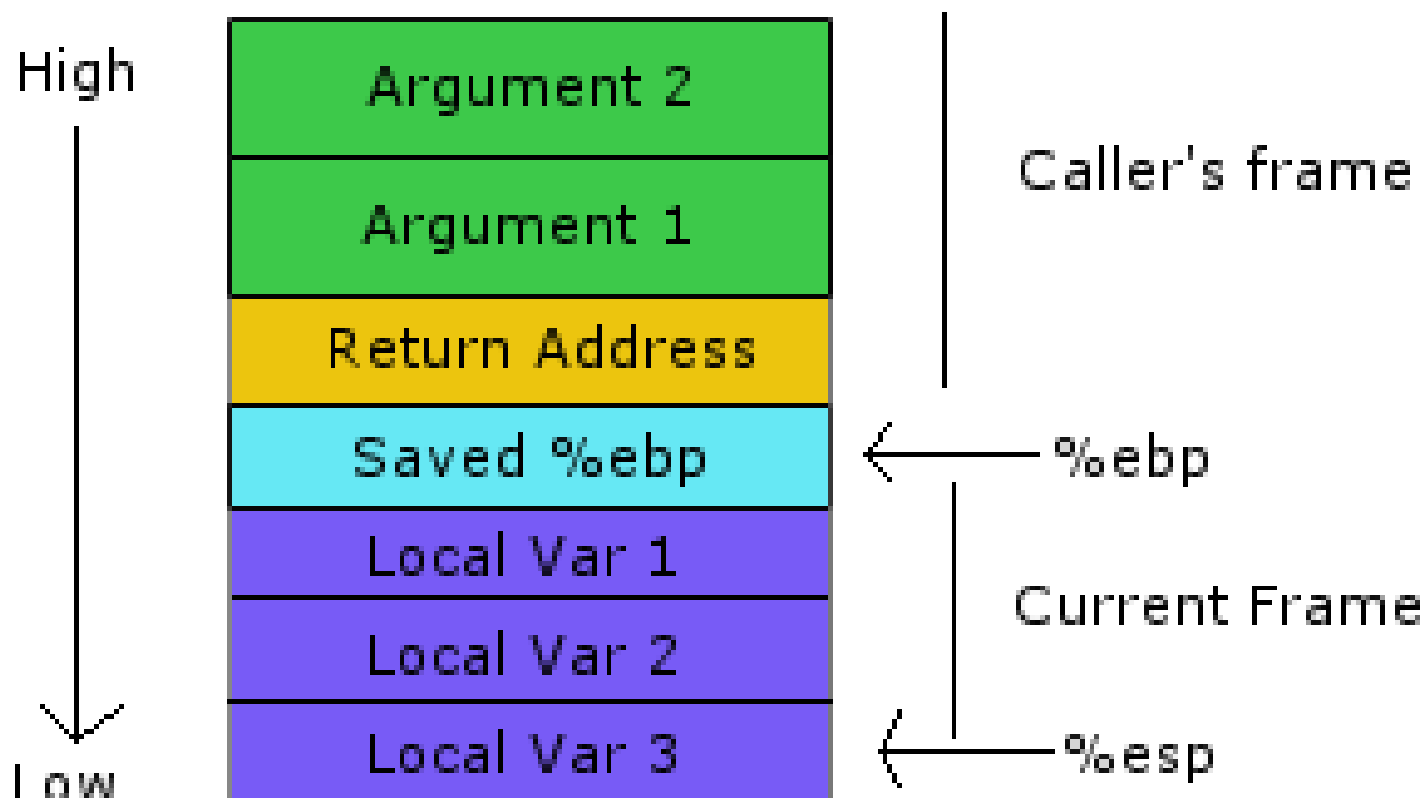 High
Argument 2
Caller's frame
Argument 1
Return Address
Saved %ebp
%ebp
Local Var 1
Current Frame
Local Var 2
Local Var 3
%esp
Low